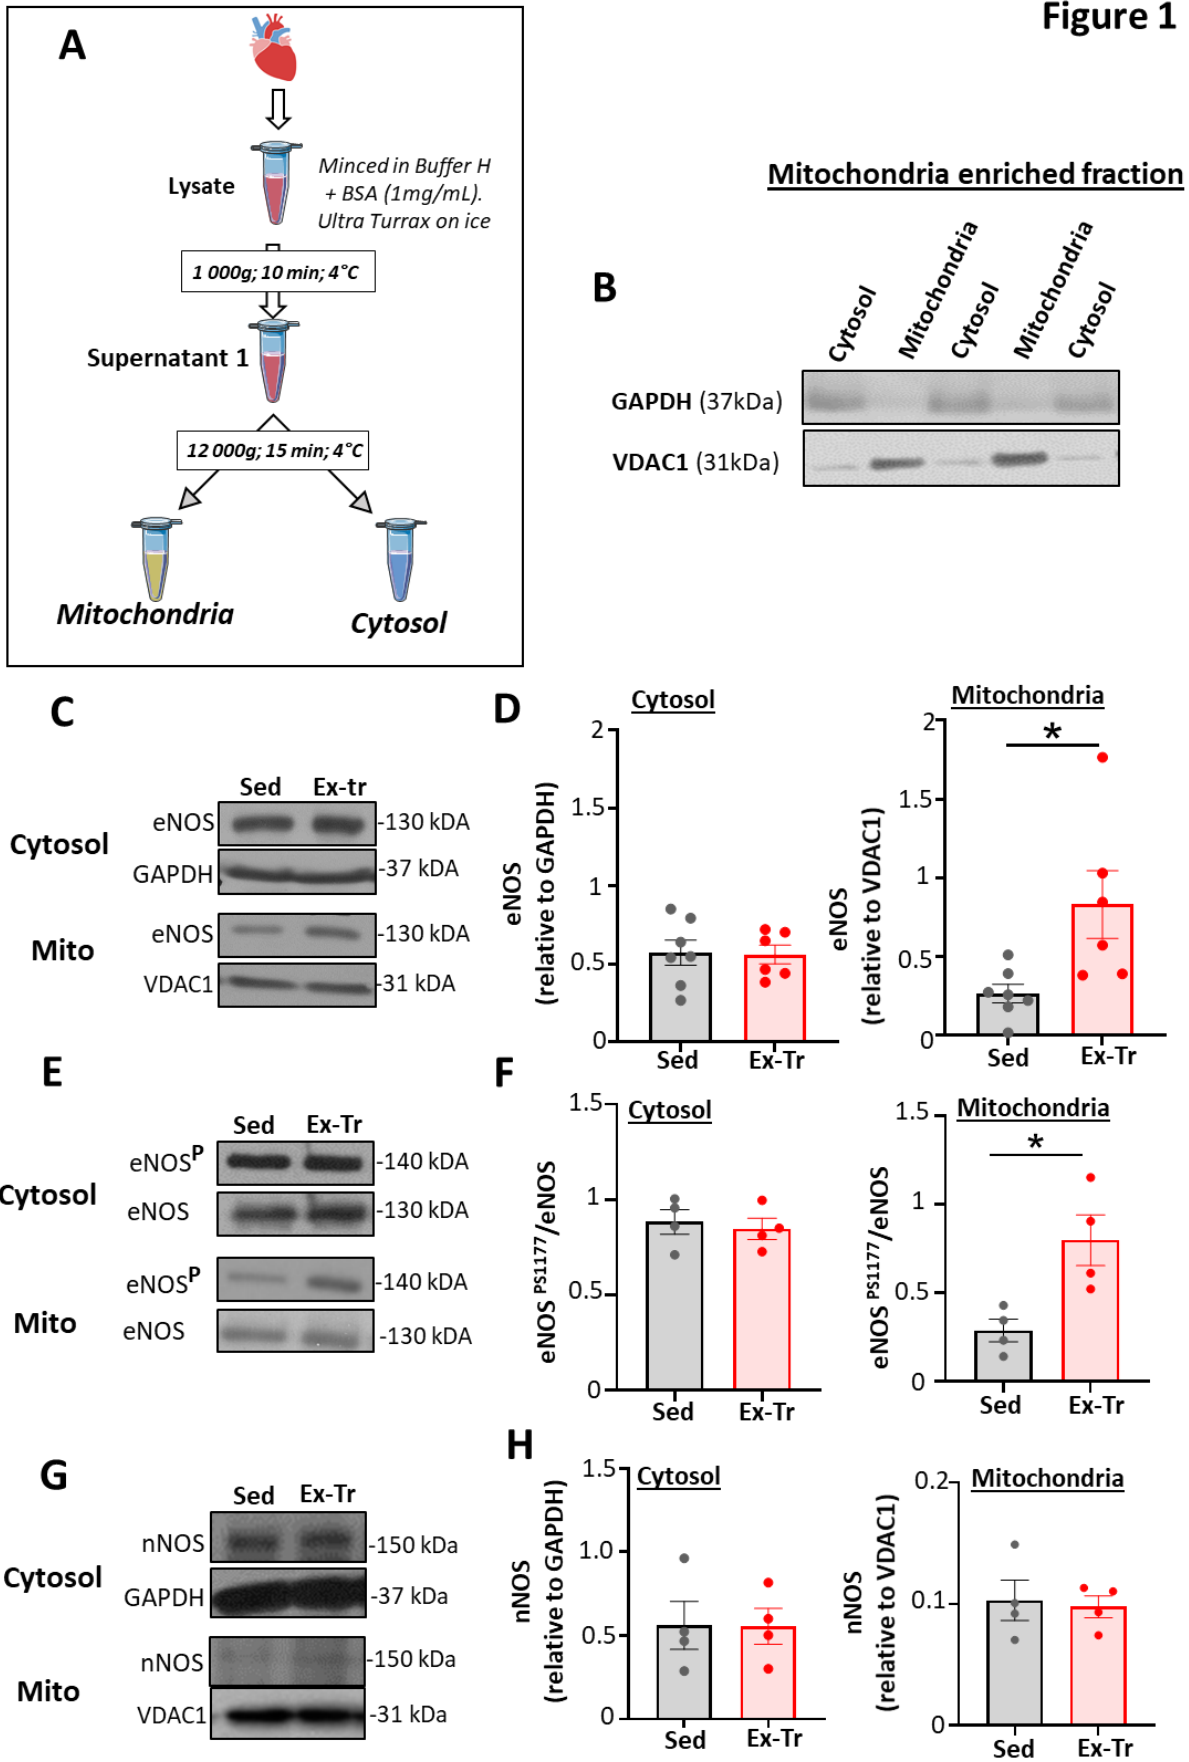 Figure 1
A
Lysate
Minced in Buffer H
+ BSA (1mg/mL).
Ultra Turrax on ice
1 000g; 10 min; 4°C
Supernatant 1
12 000g; 15 min; 4°C
Mitochondria
Cytosol
Mitochondria enriched fraction
B
Cytosol
Mitochondria
Cytosol
Mitochondria
Cytosol
GAPDH (37kDa)
VDAC1 (31kDa)
C
Sed Ex-tr
Cytosol
eNOS -130 kDA
GAPDH -37 kDA
Mito
eNOS -130 kDA
VDAC1 -31 kDA
D
Cytosol
eNOS
(relative to GAPDH)
2
1.5
1
0.5
0
Sed Ex-Tr
Mitochondria
*
eNOS
(relative to VDAC1)
2
1.5
1
0.5
0
Sed Ex-Tr
E
Sed Ex-Tr
Cytosol
eNOSP -140 kDA
eNOS -130 kDA
Mito
eNOSP -140 kDA
eNOS -130 kDA
F
Cytosol
eNOS PS1177/eNOS
1.5
1
0.5
0
Sed Ex-Tr
Mitochondria
*
eNOS PS1177/eNOS
1.5
1
0.5
0
Sed Ex-Tr
G
Sed Ex-Tr
Cytosol
nNOS -150 kDa
GAPDH -37 kDa
Mito
nNOS -150 kDa
VDAC1 -31 kDa
H
Cytosol
nNOS
(relative to GAPDH)
1.5
1.0
0.5
0
Sed Ex-Tr
Mitochondria
nNOS
(relative to VDAC1)
0.2
0.1
0
Sed Ex-Tr